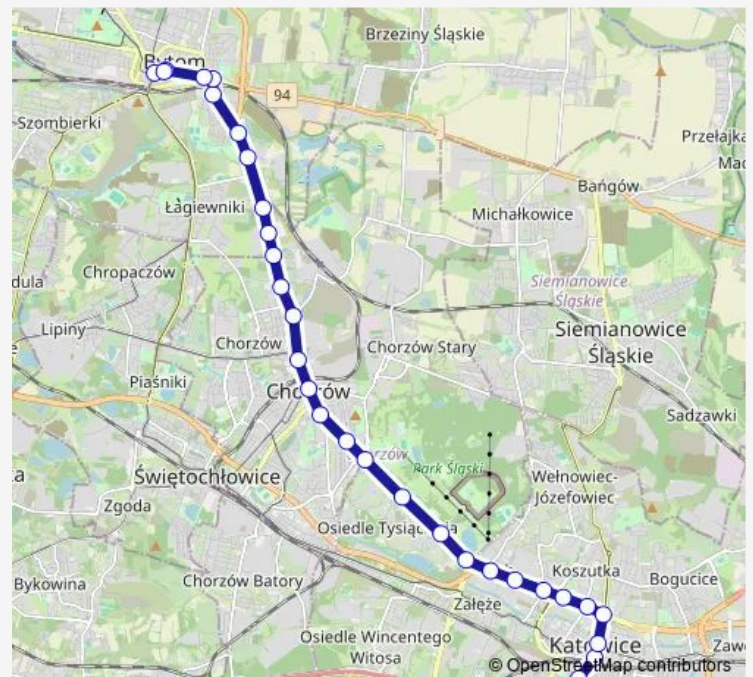 Brzeziny Śląskie
Bytom
94
Szombierki
Przełajka
Bańgów
Łagiewniki
Michałkowice
Chropaczów
Siemianowice
Śląskie
Lipiny
Chorzów
Chorzów Stary
Siemianowice
Śląskie
Piaśniki
Chorzów
Sadzawki
Park Śląski
Świętochłowice
Wełnowiec-
Józefowiec
Zgoda
Osiedle
Bykowina
Chorzów Batory
Koszutka
Bogucice
Załęże
Osiedle Wincentego
Witosa
Katowice
© OpenStreetMap contributors